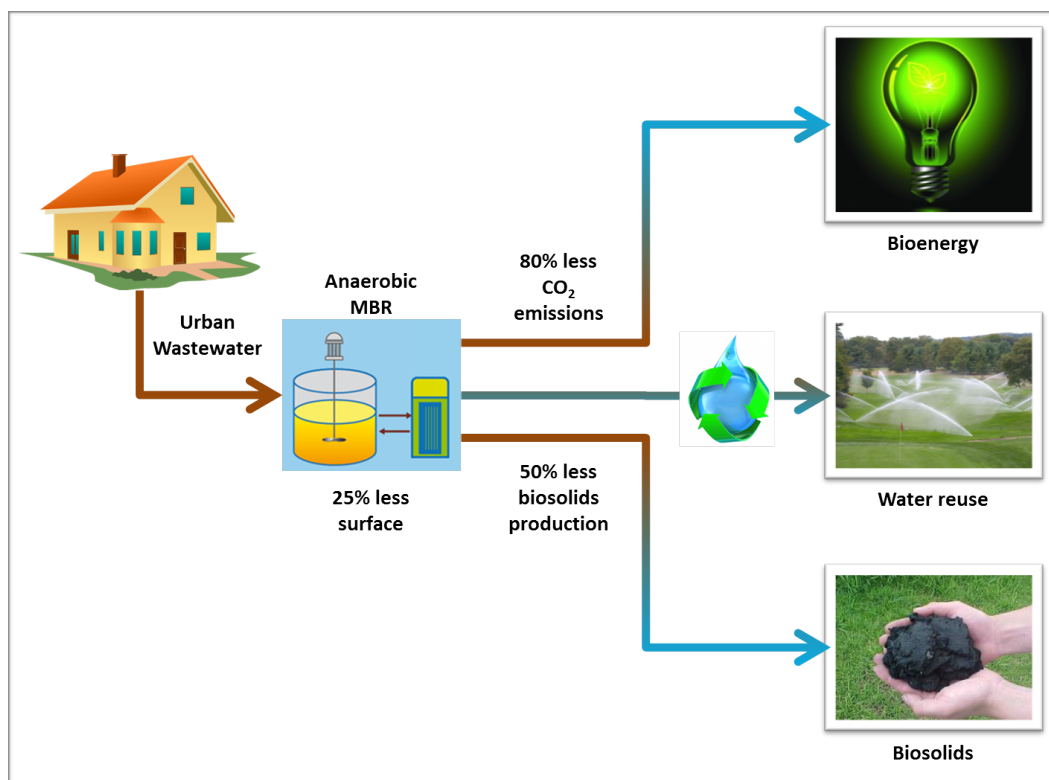 Urban
Wastewater
Anaerobic
MBR
25% less
surface
80% less
CO₂
emissions
50% less
biosolids
production
Bioenergy
Water reuse
Biosolids